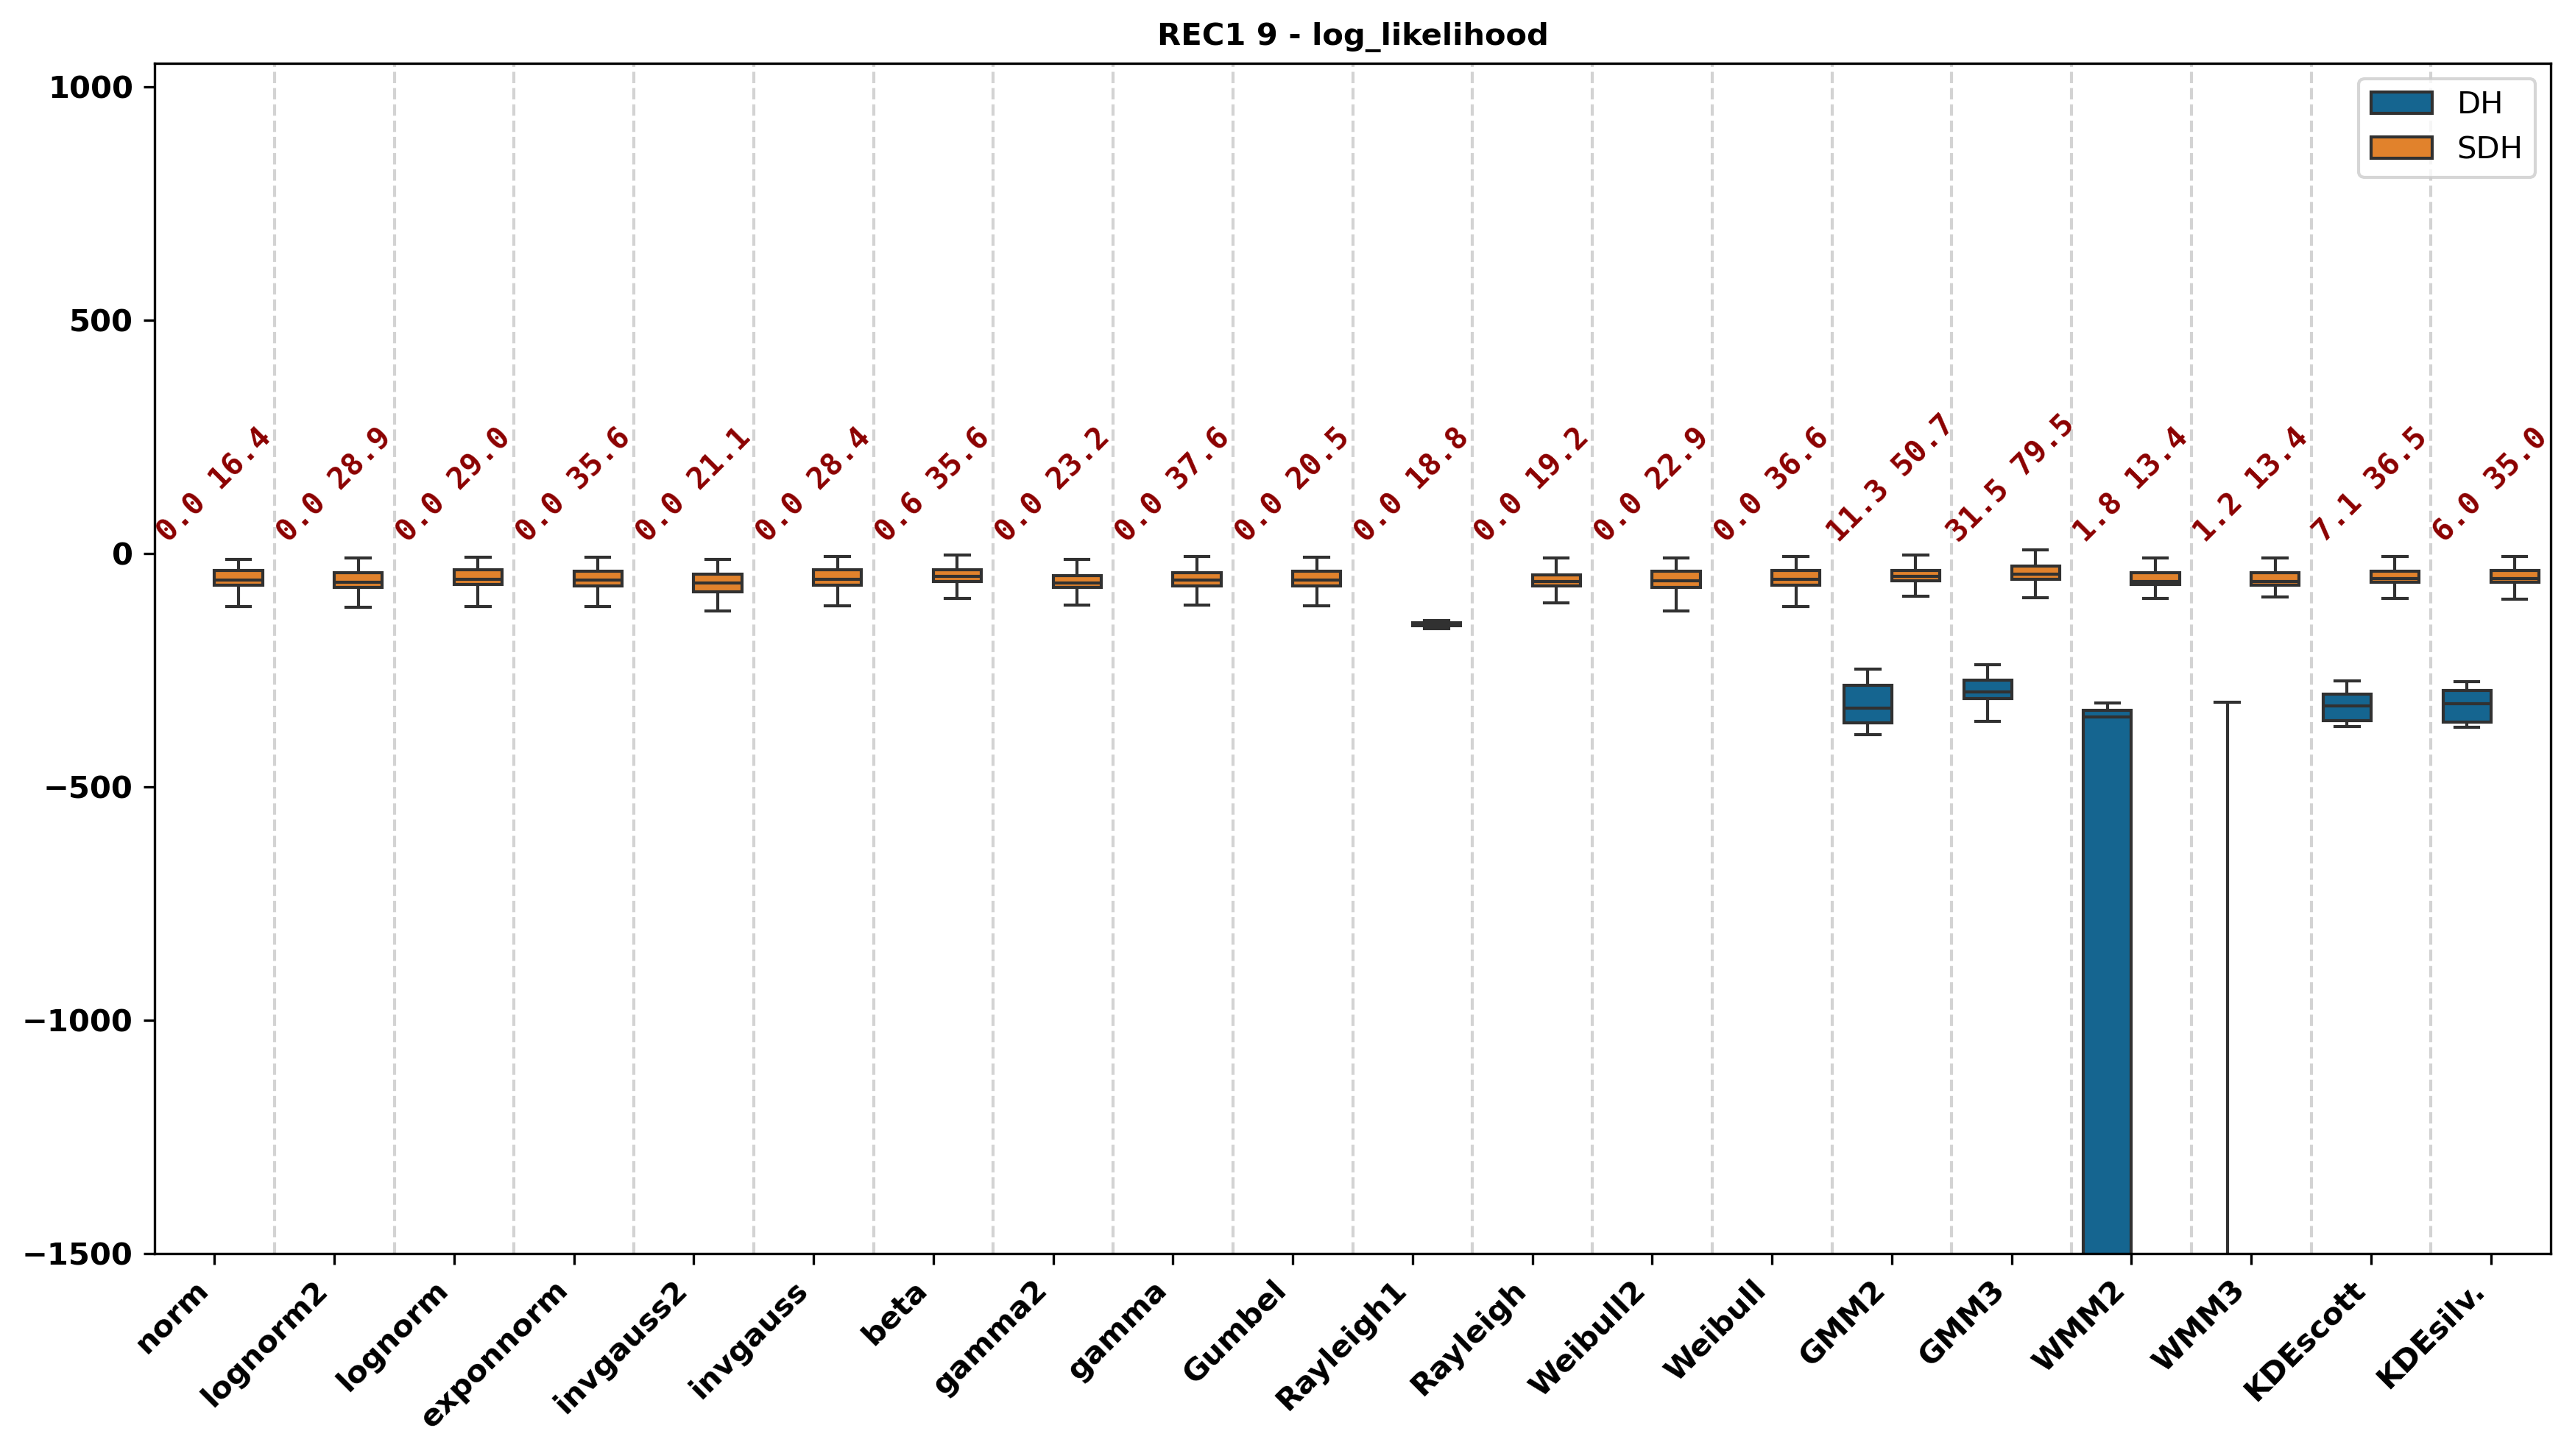 REC1 9 - log_likelihood
1000
500
0
−500
−1000
−1500
DH
SDH
0.0 16.4
0.0 28.9
0.0 29.0
0.0 35.6
0.0 21.1
0.0 28.4
0.6 35.6
0.0 23.2
0.0 37.6
0.0 20.5
0.0 18.8
0.0 19.2
0.0 22.9
0.0 36.6
11.3 50.7
31.5 79.5
1.8 13.4
1.2 13.4
7.1 36.5
6.0 35.0
norm
lognorm2
lognorm
exponnorm
invgauss2
invgauss
beta
gamma2
gamma
Gumbel
Rayleigh1
Rayleigh
Weibull2
Weibull
GMM2
GMM3
WMM2
WMM3
KDEscott
KDEsilv.